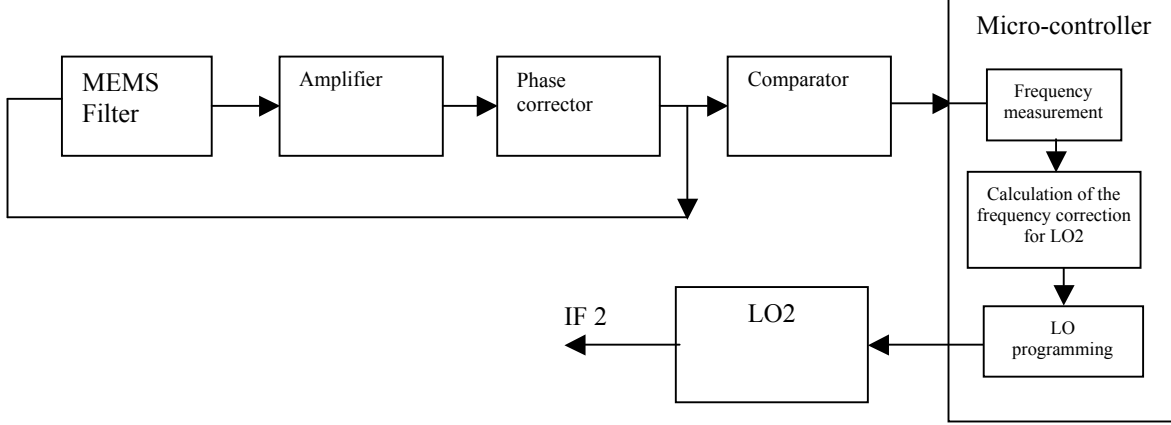 Micro-controller
MEMS
Filter
Amplifier
Phase
corrector
Comparator
Frequency
measurement
Calculation of the
frequency correction
for LO2
LO
programming
LO2
IF 2